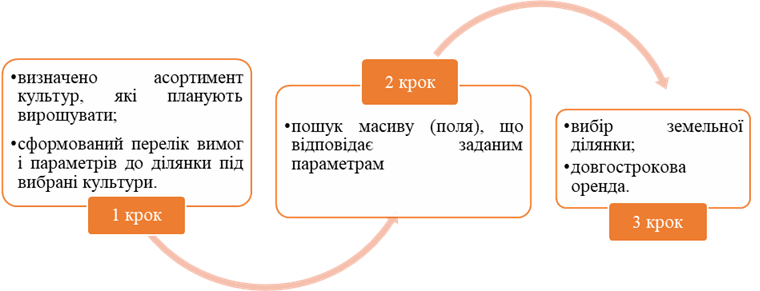 •визначено асортимент
культур, які планують
вирощувати;
•сформований перелік вимог
і параметрів до ділянки під
вибрані культури.
1 крок
2 крок
•пошук масиву (поля), що
відповідає заданим
параметрам
•вибір земельної
ділянки;
•довгострокова
оренда.
3 крок